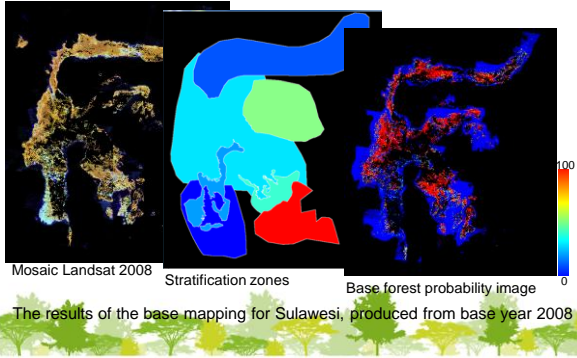 Mosaic Landsat 2008
Stratification zones
100
0
Base forest probability image
The results of the base mapping for Sulawesi, produced from base year 2008